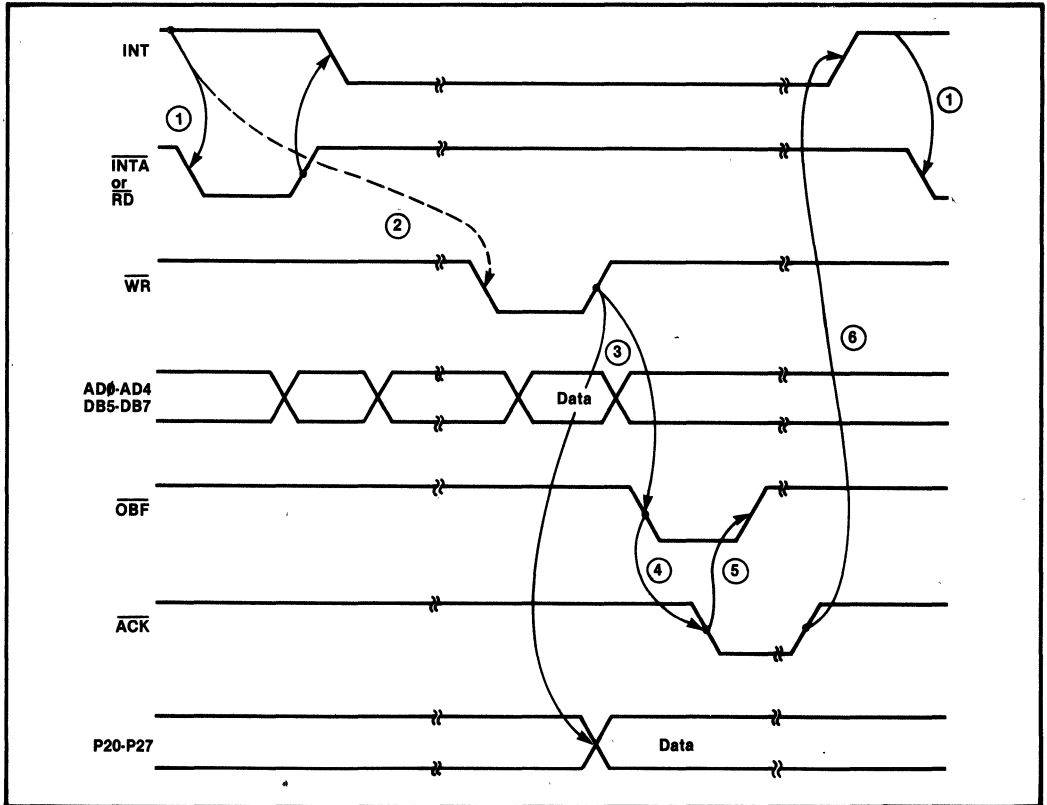 INT
①
①
INTA
or
RD
②
WR
③
⑥
AD0-AD4
DB5-DB7
Data
OBF
④
⑤
ACK
P20-P27
Data